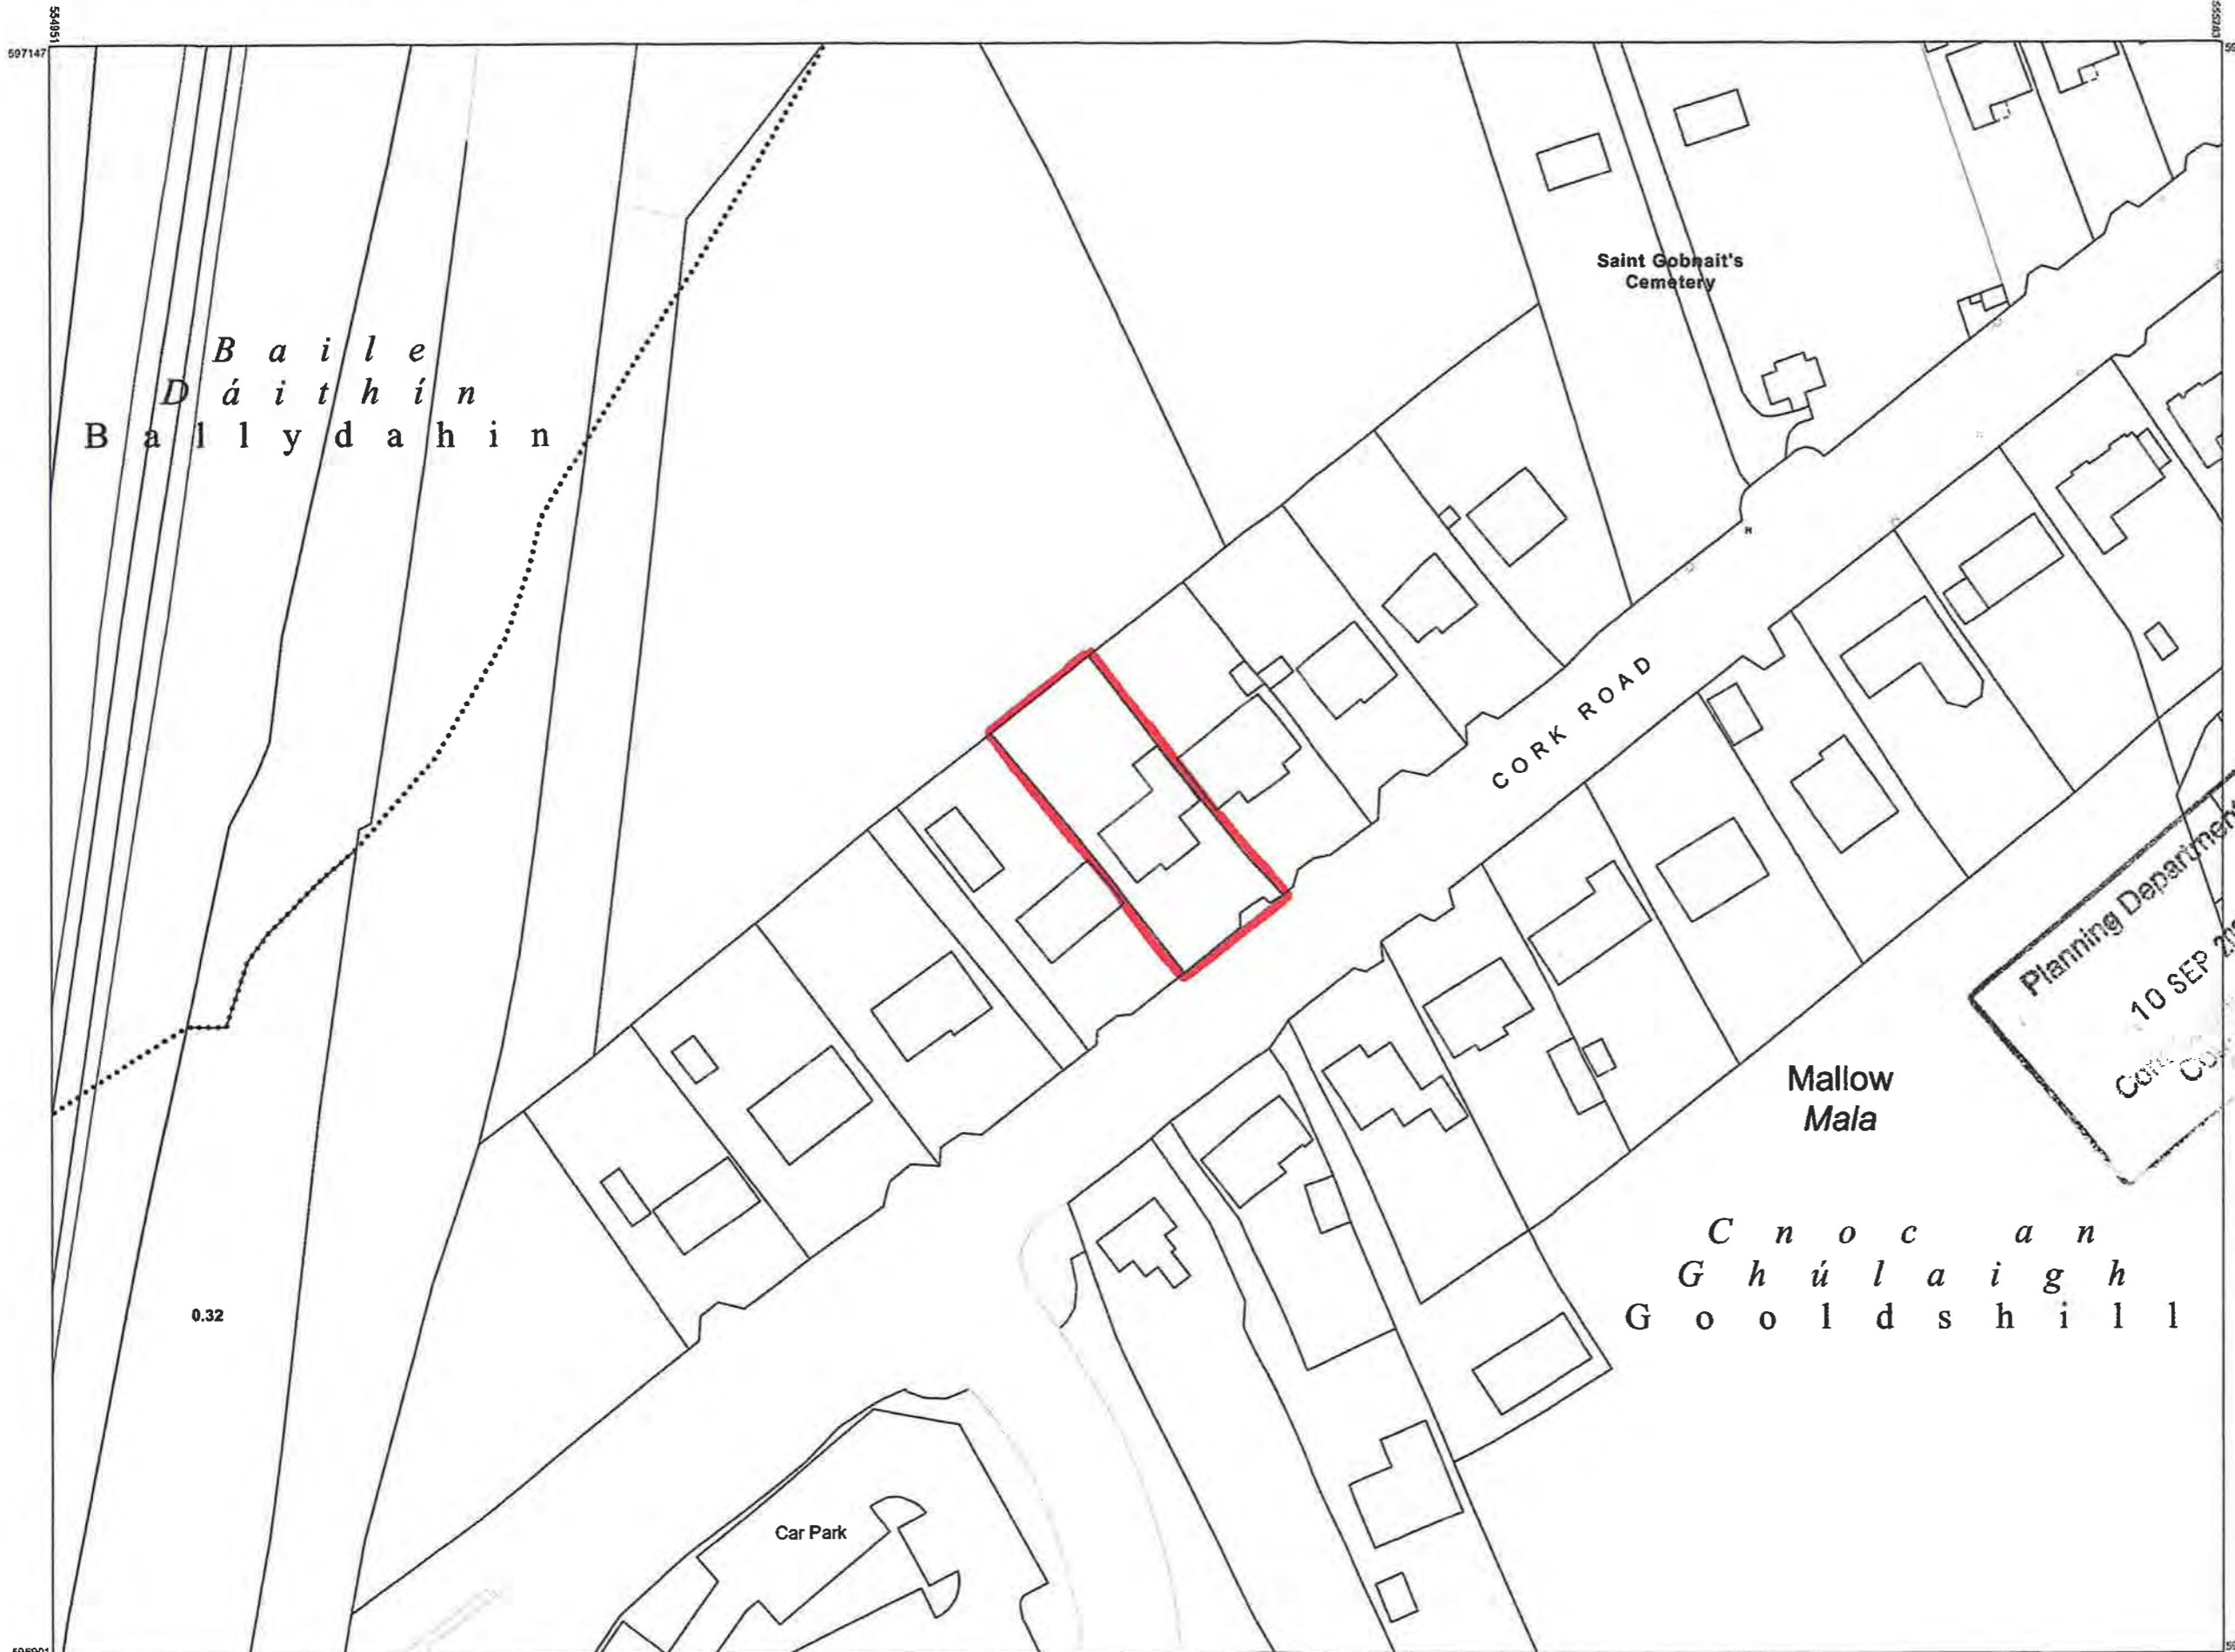 554951
597147
Saint Gobnait's
Cemetery
Baile
Dáithín
Ballydahin
H
CORK ROAD
Planning Department
10 SEP
Mallow
Mala
Cnoc an
Ghúlaigh
Gooldshill
0.32
Car Park